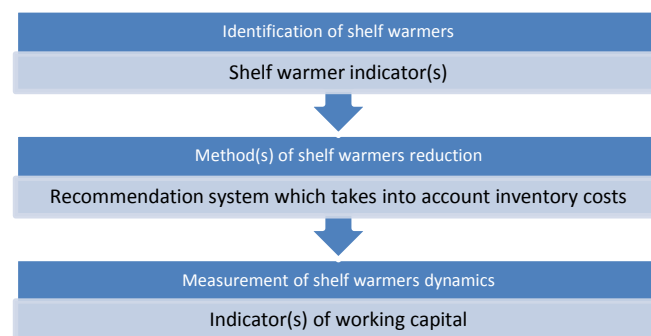 Identification of shelf warmers
Shelf warmer indicator(s)
Method(s) of shelf warmers reduction
Recommendation system which takes into account inventory costs
Measurement of shelf warmers dynamics
Indicator(s) of working capital